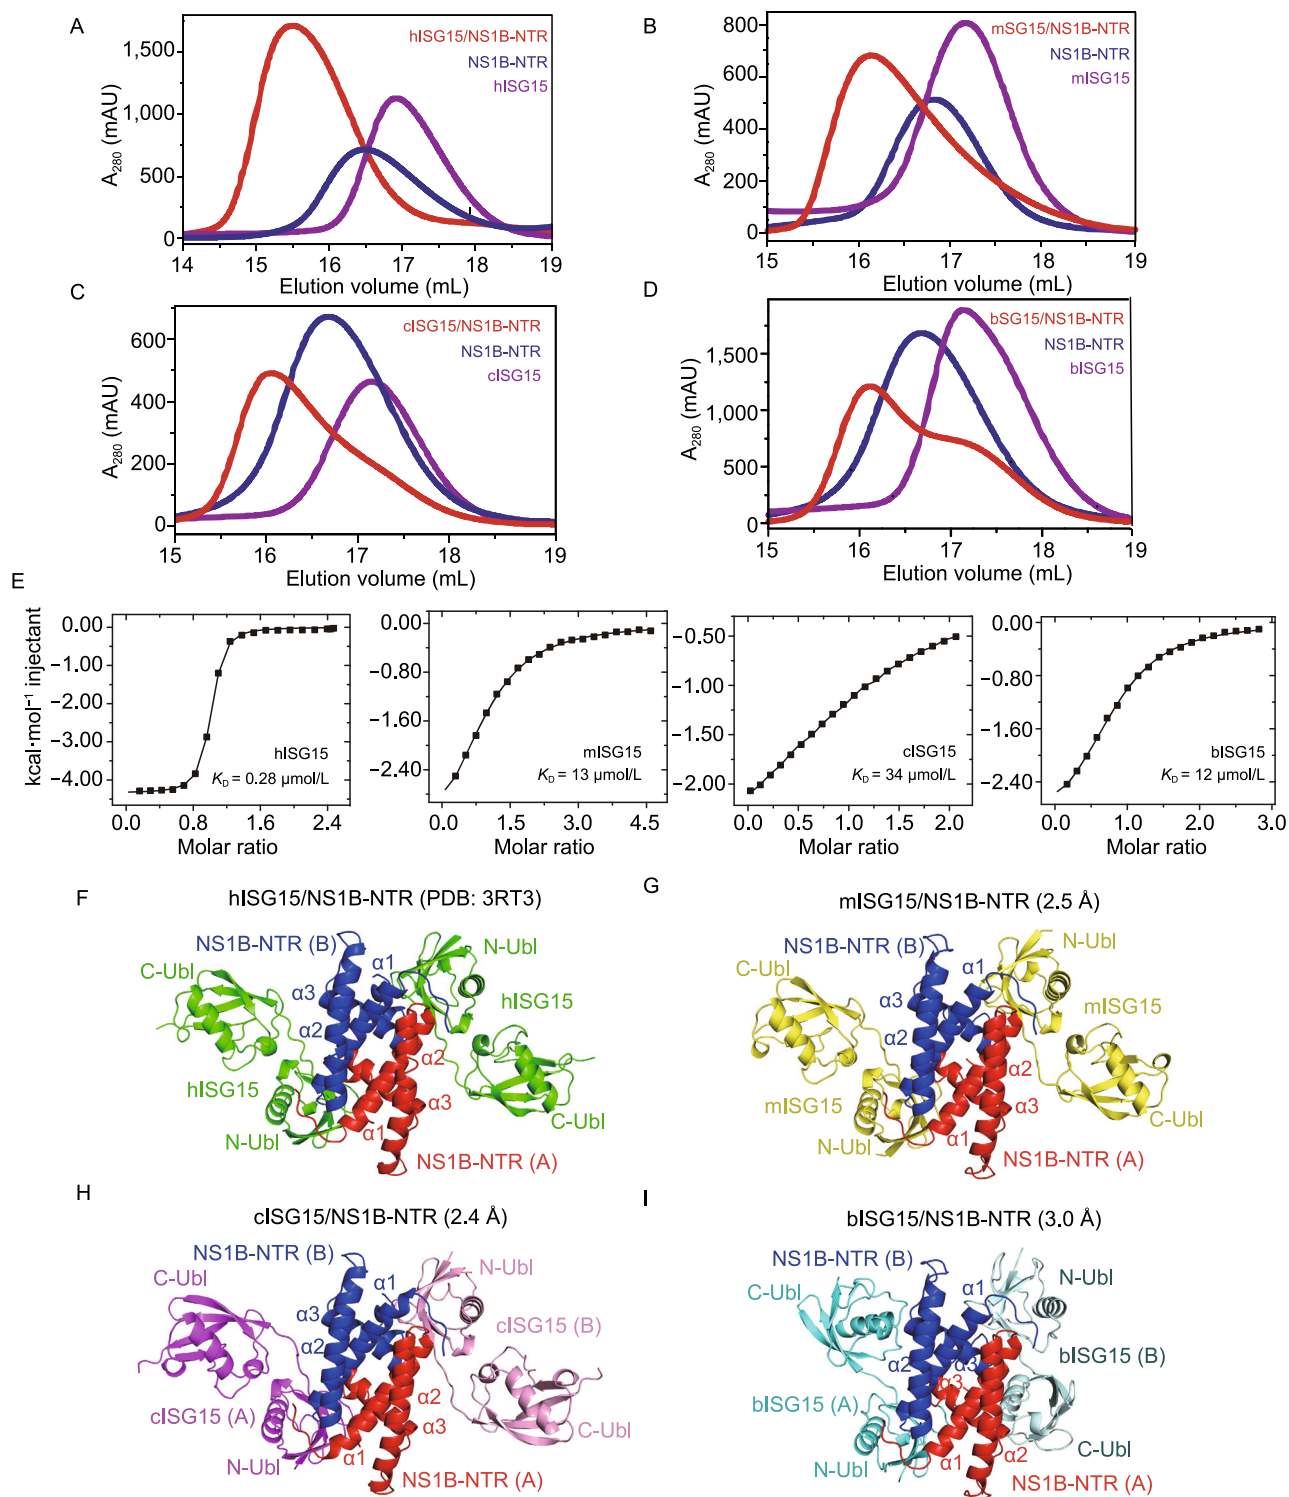 A
hISG15/NS1B-NTR
NS1B-NTR
hISG15
A280 (mAU)
1,500
1,000
500
0
14 15 16 17 18 19
Elution volume (mL)
B
mSG15/NS1B-NTR
NS1B-NTR
mISG15
A280 (mAU)
800
600
400
200
0
15 16 17 18 19
Elution volume (mL)
C
cISG15/NS1B-NTR
NS1B-NTR
cISG15
A280 (mAU)
600
400
200
0
15 16 17 18 19
Elution volume (mL)
D
bSG15/NS1B-NTR
NS1B-NTR
bISG15
A280 (mAU)
1,500
1,000
500
0
15 16 17 18 19
Elution volume (mL)
E
kcal·mol⁻¹ injectant
0.00
−1.00
−2.00
−3.00
−4.00
hISG15
KD = 0.28 μmol/L
0.0 0.8 1.6 2.4
Molar ratio
0.00
−0.80
−1.60
−2.40
mISG15
KD = 13 μmol/L
0.0 1.5 3.0 4.5
Molar ratio
−0.50
−1.00
−1.50
−2.00
cISG15
KD = 34 μmol/L
0.0 0.5 1.0 1.5 2.0
Molar ratio
0.00
−0.80
−1.60
−2.40
bISG15
KD = 12 μmol/L
0.0 1.0 2.0 3.0
Molar ratio
F
hISG15/NS1B-NTR (PDB: 3RT3)
NS1B-NTR (B)
N-Ubl
C-Ubl
α1
α3
hISG15
α2
α2
hISG15
α3
C-Ubl
N-Ubl
α1
NS1B-NTR (A)
G
mISG15/NS1B-NTR (2.5 Å)
N-Ubl
NS1B-NTR (B)
C-Ubl
α1
α3
mISG15
α2
α2
mISG15
α3
C-Ubl
α1
N-Ubl
NS1B-NTR (A)
H
cISG15/NS1B-NTR (2.4 Å)
NS1B-NTR (B)
N-Ubl
C-Ubl
α1
α3
cISG15 (B)
α2
α2
cISG15 (A)
α3
C-Ubl
α1
N-Ubl
NS1B-NTR (A)
I
bISG15/NS1B-NTR (3.0 Å)
NS1B-NTR (B)
N-Ubl
C-Ubl
α1
bISG15 (B)
α2
α3
α3
bISG15 (A)
C-Ubl
N-Ubl
α1
α2
NS1B-NTR (A)